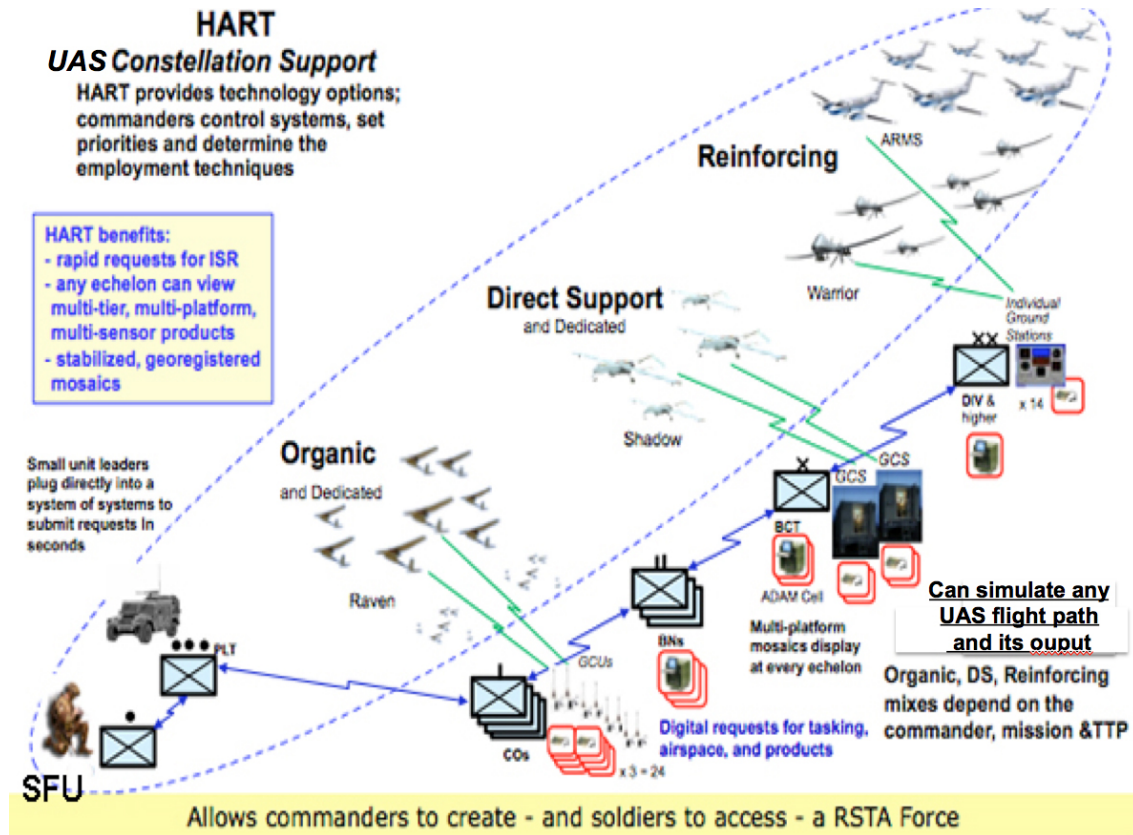 HART
UAS Constellation Support
HART provides technology options;
commanders control systems, set
priorities and determine the
employment techniques
HART benefits:
- rapid requests for ISR
- any echelon can view
multi-tier, multi-platform,
multi-sensor products
- stabilized, georegistered
mosaics
Reinforcing
ARMS
Warrior
Individual
Ground
Stations
Direct Support
and Dedicated
Shadow
XX
DIV &
higher
x 14
Organic
and Dedicated
Raven
Small unit leaders
plug directly into a
system of systems to
submit requests in
seconds
X
GCS
GCS
BCT
ADAM Cell
BNs
Multi-platform
mosaics display
at every echelon
Can simulate any
UAS flight path
and its ouput
Organic, DS, Reinforcing
mixes depend on the
commander, mission &TTP
PLT
GCUs
COs
x 3 = 24
Digital requests for tasking,
airspace, and products
SFU
Allows commanders to create - and soldiers to access - a RSTA Force